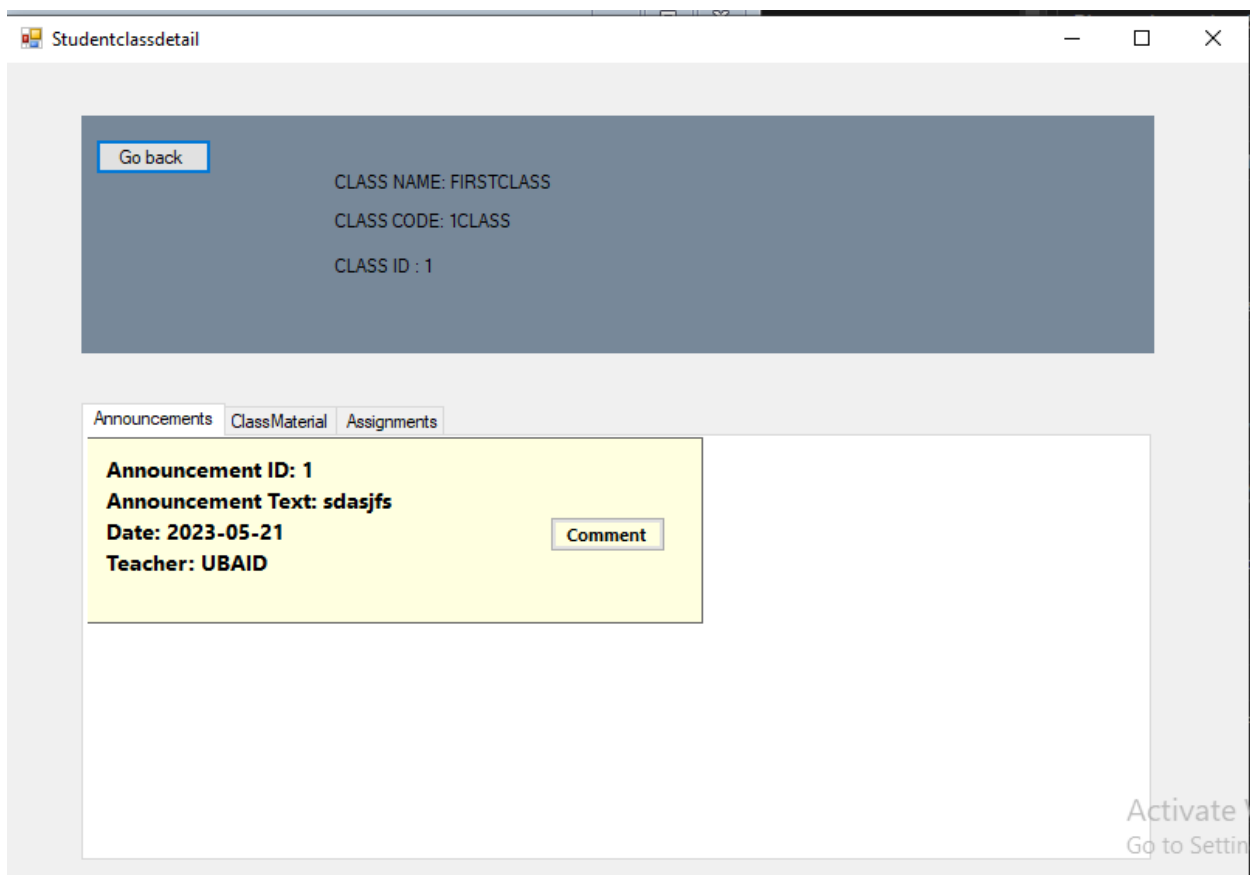 Studentclassdetail
Go back
CLASS NAME: FIRSTCLASS
CLASS CODE: 1CLASS
CLASS ID : 1
Announcements ClassMaterial Assignments
Announcement ID: 1
Announcement Text: sdasjfs
Date: 2023-05-21
Comment
Teacher: UBAID
Activate
Go to Settin